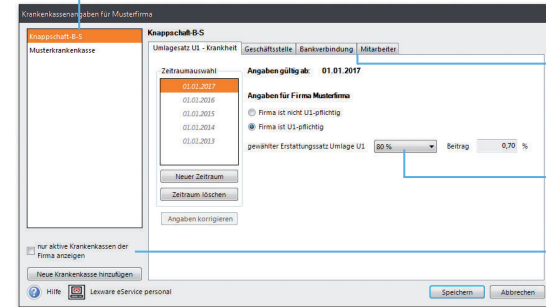 Krankenkassenangaben für Musterfirma
Knappschaft-B-S
Musterkrankenkasse
Knappschaft-B-S
Umlagesatz U1 - Krankheit Geschäftsstelle Bankverbindung Mitarbeiter
Zeitraumauswahl
01.01.2017
01.01.2016
01.01.2015
01.01.2014
01.03.2013
Neuer Zeitraum
Zeitraum löschen
Angaben korrigieren
Angaben gültig ab: 01.01.2017
Angaben für Firma Musterfirma
Firma ist nicht U1-pflichtig
Firma ist U1-pflichtig
gewählter Erstattungssatz Umlage U1 80 % Beitrag 0,70 %
nur aktive Krankenkassen der
Firma anzeigen
Neue Krankenkasse hinzufügen
Hilfe Lexware eService personal
Speichern Abbrechen